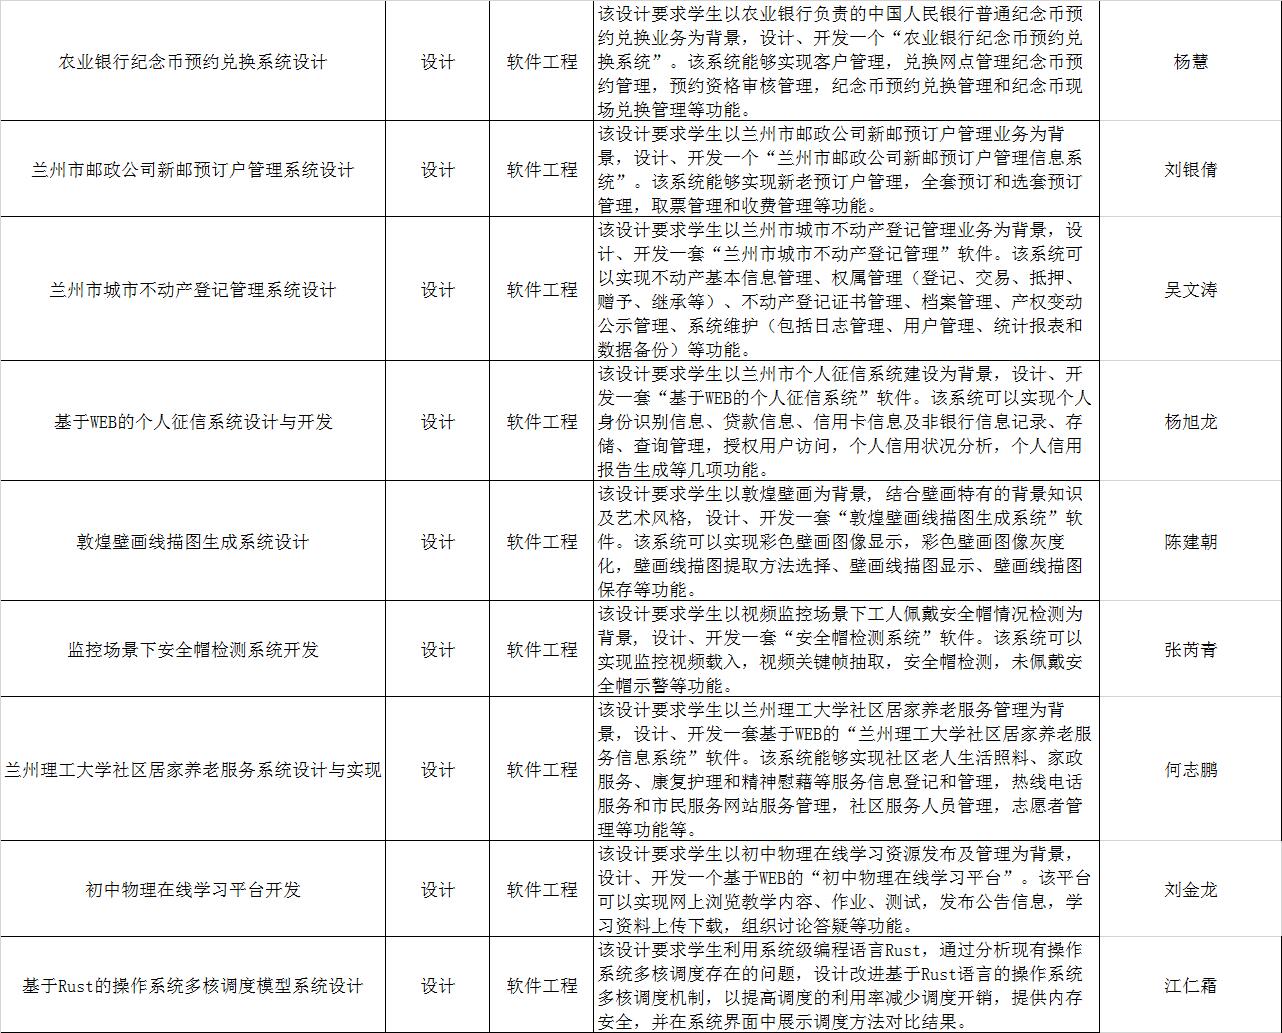 农业银行纪念币预约兑换系统设计
设计
软件工程
该设计要求学生以农业银行负责的中国人民银行普通纪念币预
约兑换业务为背景，设计、开发一个“农业银行纪念币预约兑
换系统”。该系统能够实现客户管理，兑换网点管理纪念币预
约管理，预约资格审核管理，纪念币预约兑换管理和纪念币现
场兑换管理等功能。
杨慧
兰州市邮政公司新邮预订户管理系统设计
设计
软件工程
该设计要求学生以兰州市邮政公司新邮预订户管理业务为背
景，设计、开发一个“兰州市邮政公司新邮预订户管理信息系
统”。该系统能够实现新老预订户管理，全套预订和选套预订
管理，取票管理和收费管理等功能。
刘银倩
兰州市城市不动产登记管理系统设计
设计
软件工程
该设计要求学生以兰州市城市不动产登记管理业务为背景，设
计、开发一套“兰州市城市不动产登记管理”软件。该系统可
以实现不动产基本信息管理、权属管理（登记、交易、抵押、
赠予、继承等）、不动产登记证书管理、档案管理、产权变动
公示管理、系统维护（包括日志管理、用户管理、统计报表和
数据备份）等功能。
吴文涛
基于WEB的个人征信系统设计与开发
设计
软件工程
该设计要求学生以兰州市个人征信系统建设为背景，设计、开
发一套“基于WEB的个人征信系统”软件。该系统可以实现个人
身份识别信息、贷款信息、信用卡信息及非银行信息记录、存
储、查询管理，授权用户访问，个人信用状况分析，个人信用
报告生成等几项功能。
杨旭龙
敦煌壁画线描图生成系统设计
设计
软件工程
该设计要求学生以敦煌壁画为背景，结合壁画特有的背景知识
及艺术风格，设计、开发一套“敦煌壁画线描图生成系统”软
件。该系统可以实现彩色壁画图像显示，彩色壁画图像灰度
化，壁画线描图提取方法选择、壁画线描图显示、壁画线描图
保存等功能。
陈建朝
监控场景下安全帽检测系统开发
设计
软件工程
该设计要求学生以视频监控场景下工人佩戴安全帽情况检测为
背景，设计、开发一套“安全帽检测系统”软件。该系统可以
实现监控视频载入，视频关键帧抽取，安全帽检测，未佩戴安
全帽示警等功能。
张芮青
兰州理工大学社区居家养老服务系统设计与实现
设计
软件工程
该设计要求学生以兰州理工大学社区居家养老服务管理为背
景，设计、开发一套基于WEB的“兰州理工大学社区居家养老服
务信息系统”软件。该系统能够实现社区老人生活照料、家政
服务、康复护理和精神慰藉等服务信息登记和管理，热线电话
服务和市民服务网站服务管理，社区服务人员管理，志愿者管
理等功能等。
何志鹏
初中物理在线学习平台开发
设计
软件工程
该设计要求学生以初中物理在线学习资源发布及管理为背景，
设计、开发一个基于WEB的“初中物理在线学习平台”。该平台
可以实现网上浏览教学内容、作业、测试，发布公告信息，学
习资料上传下载，组织讨论答疑等功能。
刘金龙
基于Rust的操作系统多核调度模型系统设计
设计
软件工程
该设计要求学生利用系统级编程语言Rust，通过分析现有操作
系统多核调度存在的问题，设计改进基于Rust语言的操作系统
多核调度机制，以提高调度的利用率减少调度开销，提供内存
安全，并在系统界面中展示调度方法对比结果。
江仁霜